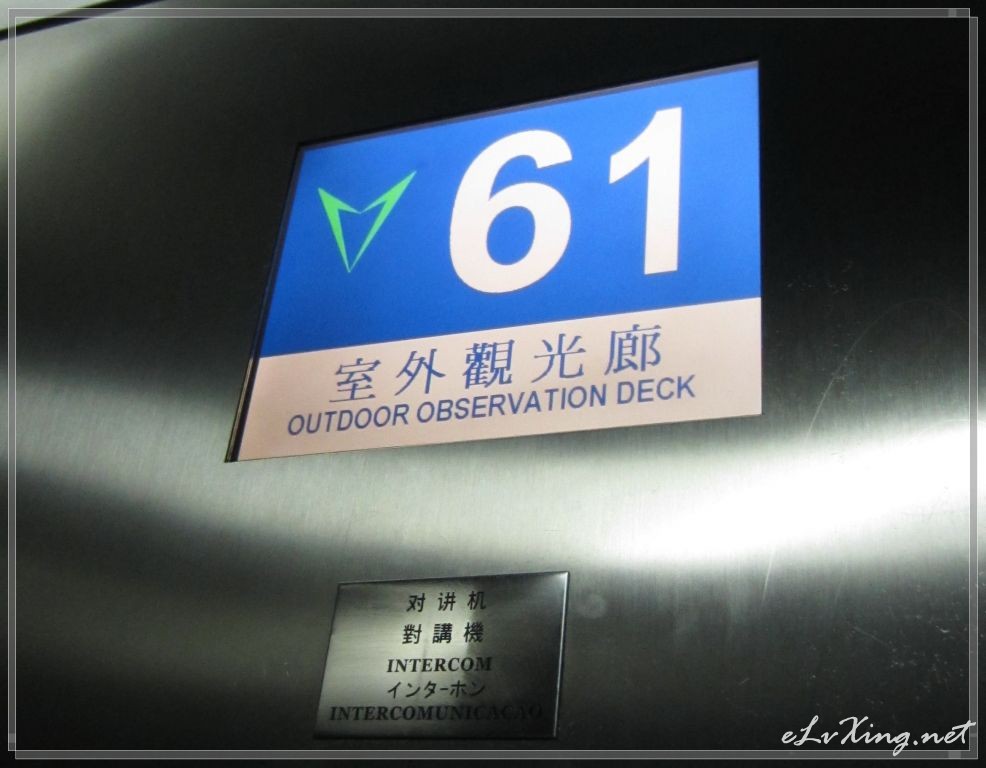 61
室外觀光廊
OUTDOOR OBSERVATION DECK
对讲机
對講機
INTERCOM
インターホン
INTERCOMUNICACAO
eLvXing.net